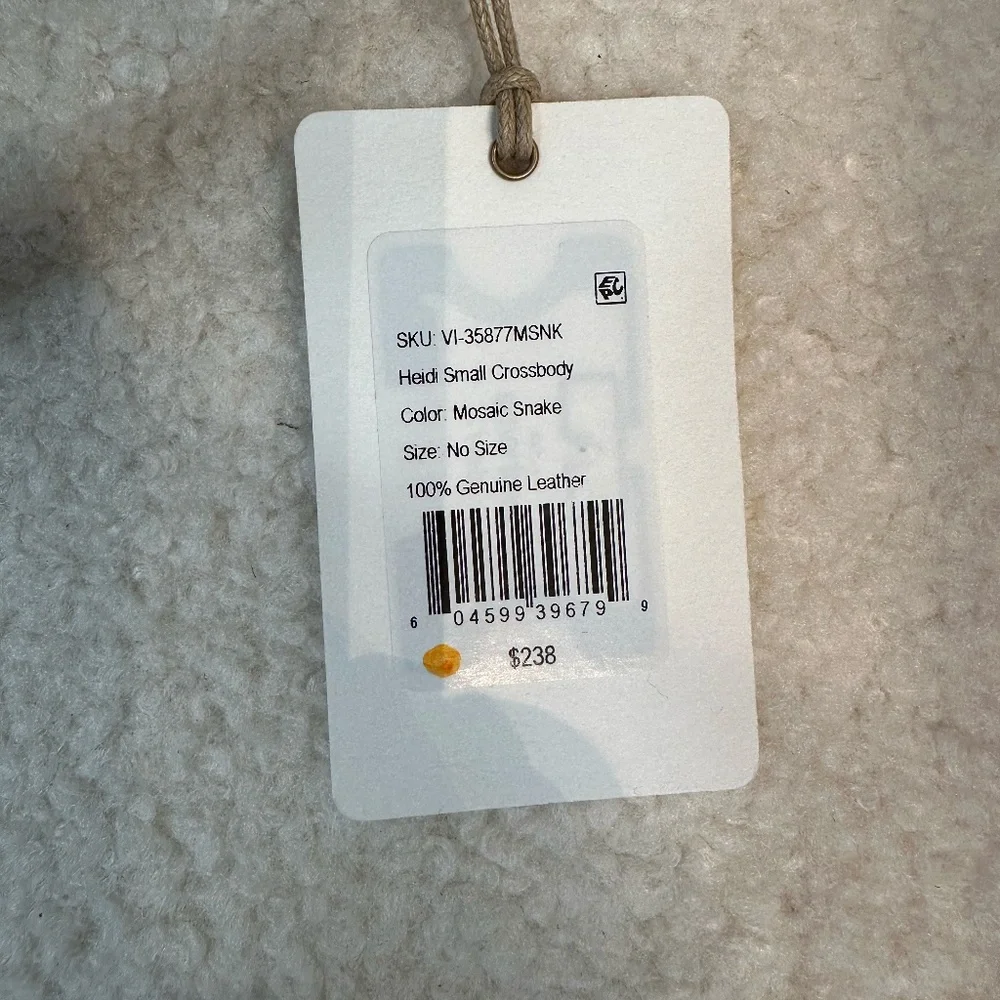 EPC
SKU: VI-35877MSNK
Heidi Small Crossbody
Color: Mosaic Snake
Size: No Size
100% Genuine Leather
6 04599 39679 9
$238